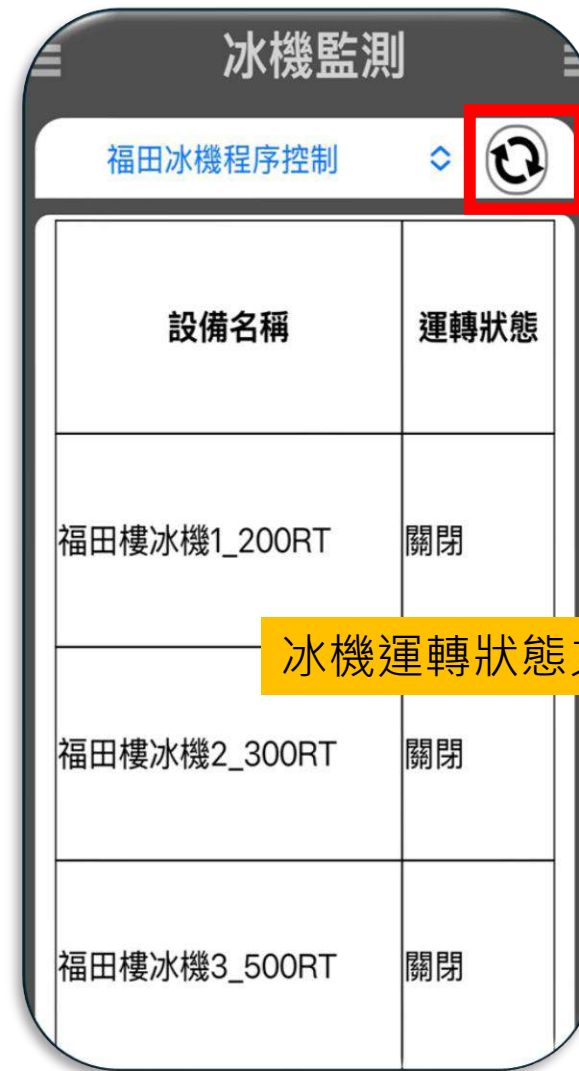 冰機監測
福田冰機程序控制
設備名稱 運轉狀態
福田樓冰機1_200RT 關閉
冰機運轉狀態
福田樓冰機2_300RT 關閉
福田樓冰機3_500RT 關閉